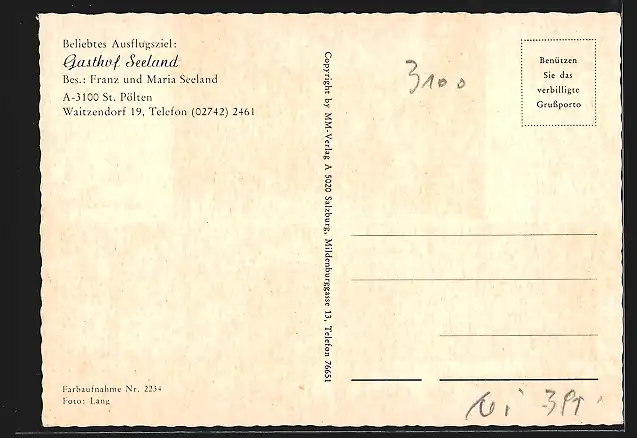 Beliebtes Ausflugsziel:
Gasthof Seeland
Bes.: Franz und Maria Seeland
A-3100 St. Pölten
Waitzendorf 19, Telefon (02742) 2461
Farbaufnahme Nr. 2234
Foto: Lang
Copyright by MM-Verlag A 5020 Salzburg, Mildenburggasse 13, Telefon 76651
3100
Benützen
Sie das
verbilligte
Grußporto